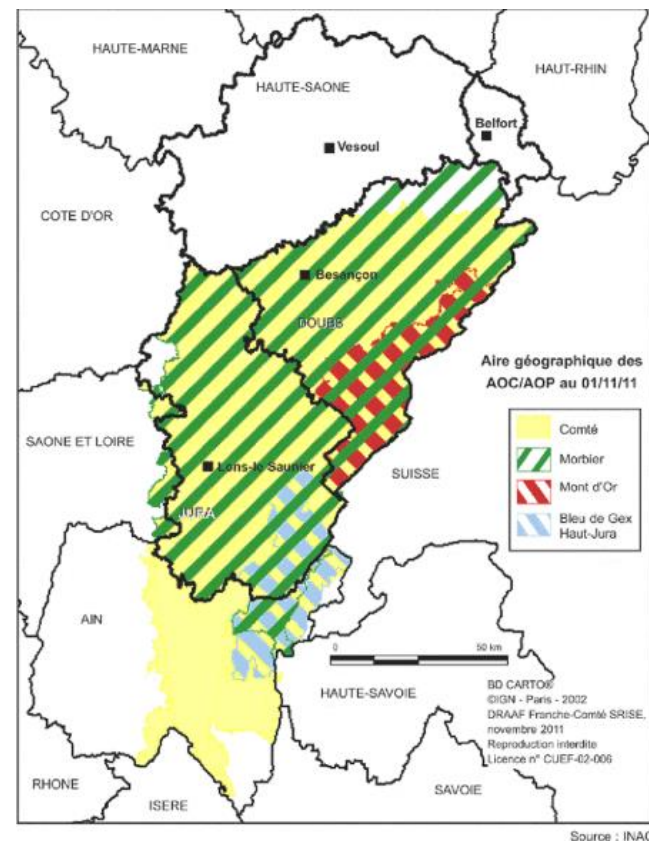 HAUTE-MARNE
HAUTE-SAONE
HAUT-RHIN
Belfort
Vesoul
COTE D'OR
Besançon
DOUBS
Aire géographique des
AOC/AOP au 01/11/11
Comté
Morbier
Mont d'Or
Bleu de Gex
Haut-Jura
SAONE ET LOIRE
Lons-le Saunier
SUISSE
JURA
AIN
0
50 km
HAUTE-SAVOIE
BD CARTO®
©IGN - Paris - 2002
DRAAF Franche-Comté SRISE,
novembre 2011
Reproduction interdite
Licence n° CUEF-02-006
RHONE
ISERE
SAVOIE
Source : INAO